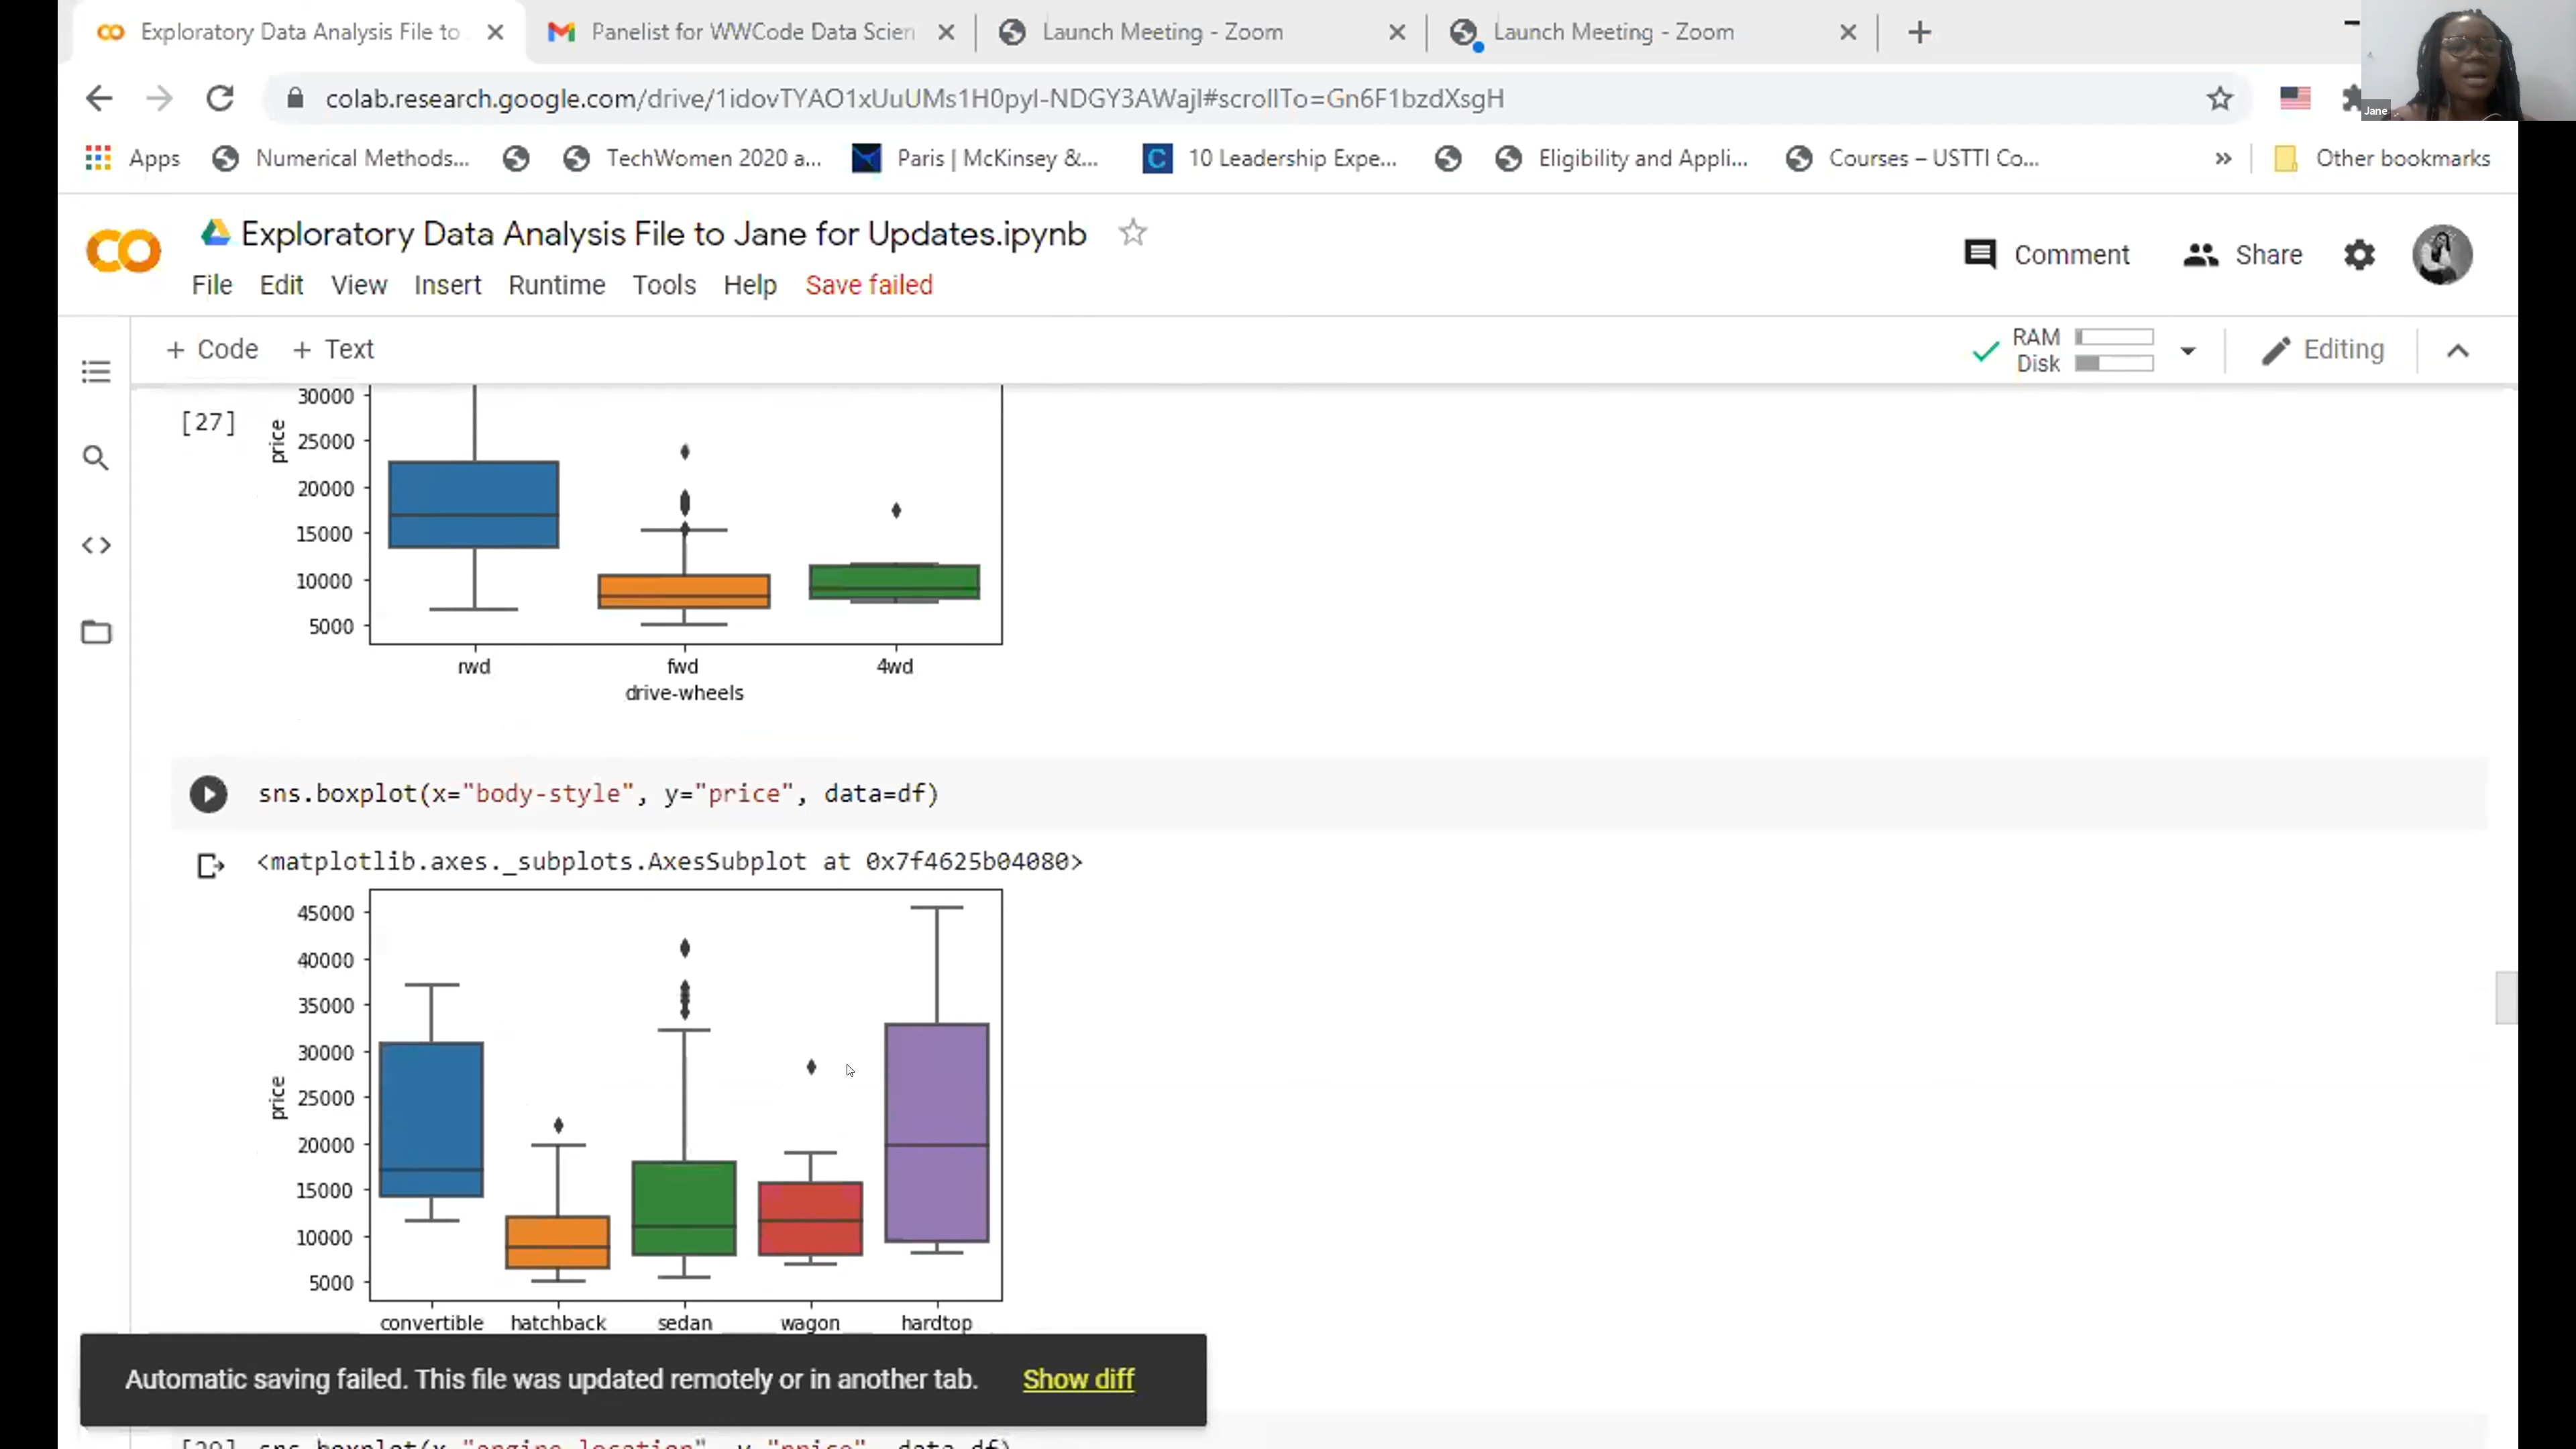 Exploratory Data Analysis File to
Panelist for WWCode Data Scien
Launch Meeting - Zoom
Launch Meeting - Zoom
Jane
colab.research.google.com/drive/1idovTYAO1xUuUMs1H0pyI-NDGY3AWajI#scrollTo=Gn6F1bzdXsgH
Apps
Numerical Methods...
TechWomen 2020 a...
Paris | McKinsey &...
C
10 Leadership Expe...
Eligibility and Appli...
Courses – USTTI Co...
»
Other bookmarks
Exploratory Data Analysis File to Jane for Updates.ipynb
Comment
Share
File Edit View Insert Runtime Tools Help Save failed
+ Code + Text
RAM
Disk
Editing
[27]
30000
25000
20000
15000
10000
5000
price
rwd fwd 4wd
drive-wheels
sns.boxplot(x="body-style", y="price", data=df)
<matplotlib.axes._subplots.AxesSubplot at 0x7f4625b04080>
45000
40000
35000
30000
25000
20000
15000
10000
5000
price
convertible hatchback sedan wagon hardtop
Automatic saving failed. This file was updated remotely or in another tab. Show diff